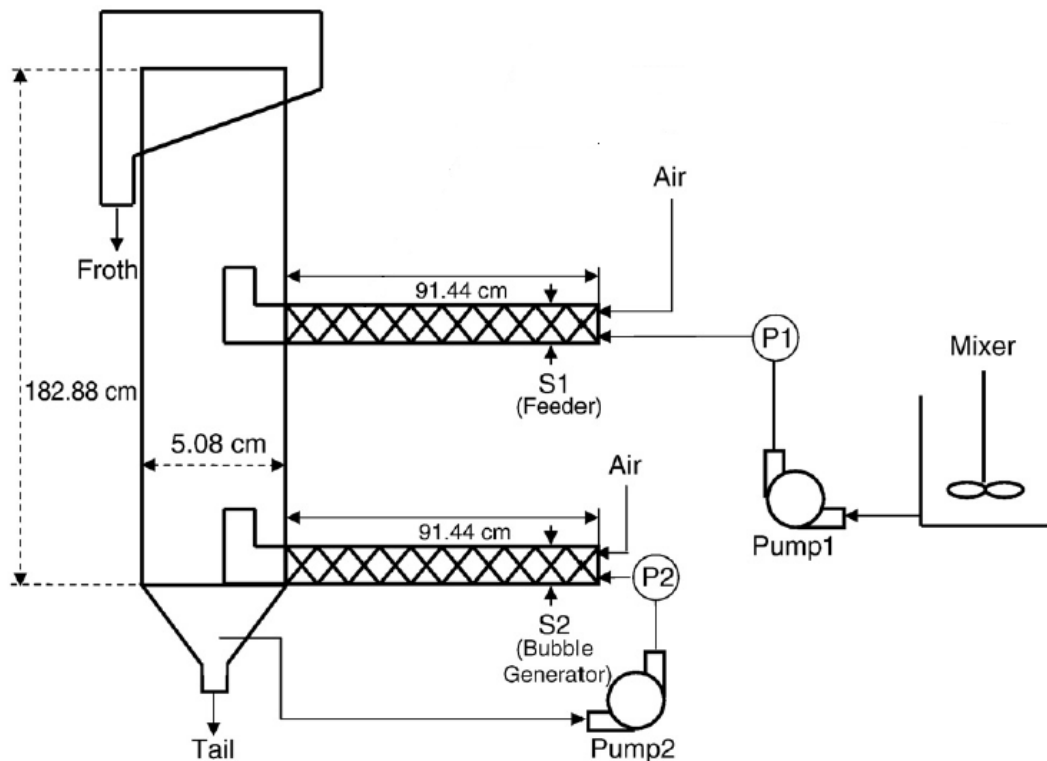 Froth
182.88 cm
5.08 cm
Air
91.44 cm
S1
(Feeder)
P1
Mixer
Pump1
Air
91.44 cm
S2
(Bubble
Generator)
P2
Pump2
Tail